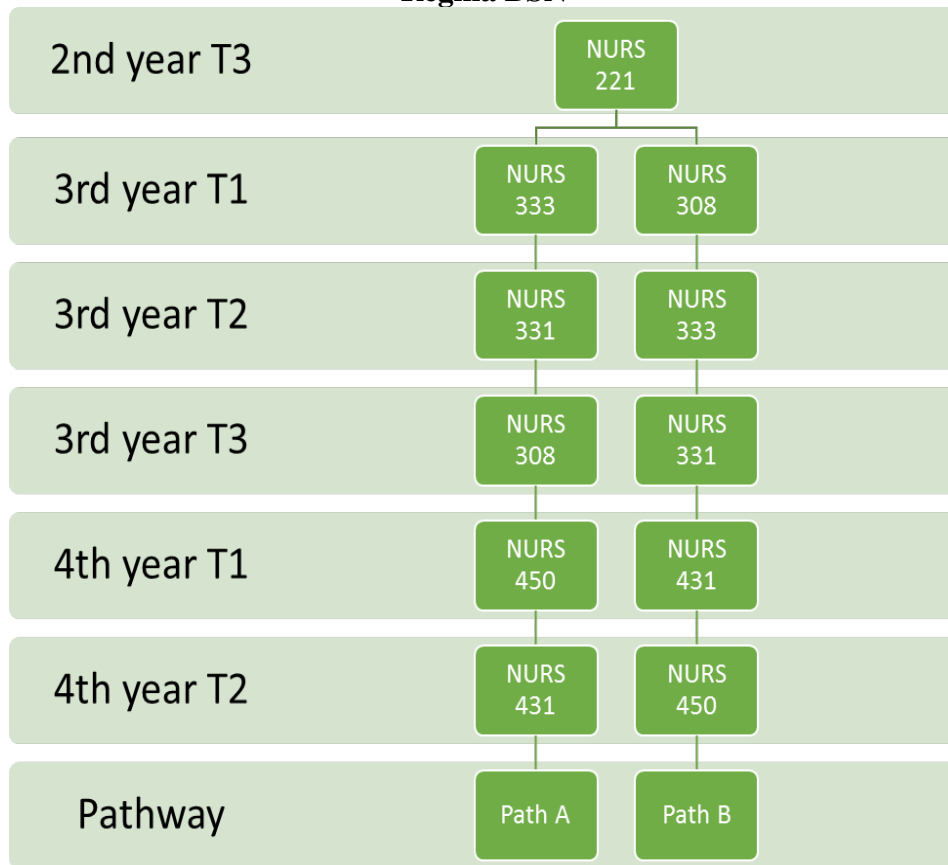 Regina BSN
2nd year T3
NURS
221
3rd year T1
NURS
333
NURS
308
3rd year T2
NURS
331
NURS
333
3rd year T3
NURS
308
NURS
331
4th year T1
NURS
450
NURS
431
4th year T2
NURS
431
NURS
450
Pathway
Path A
Path B